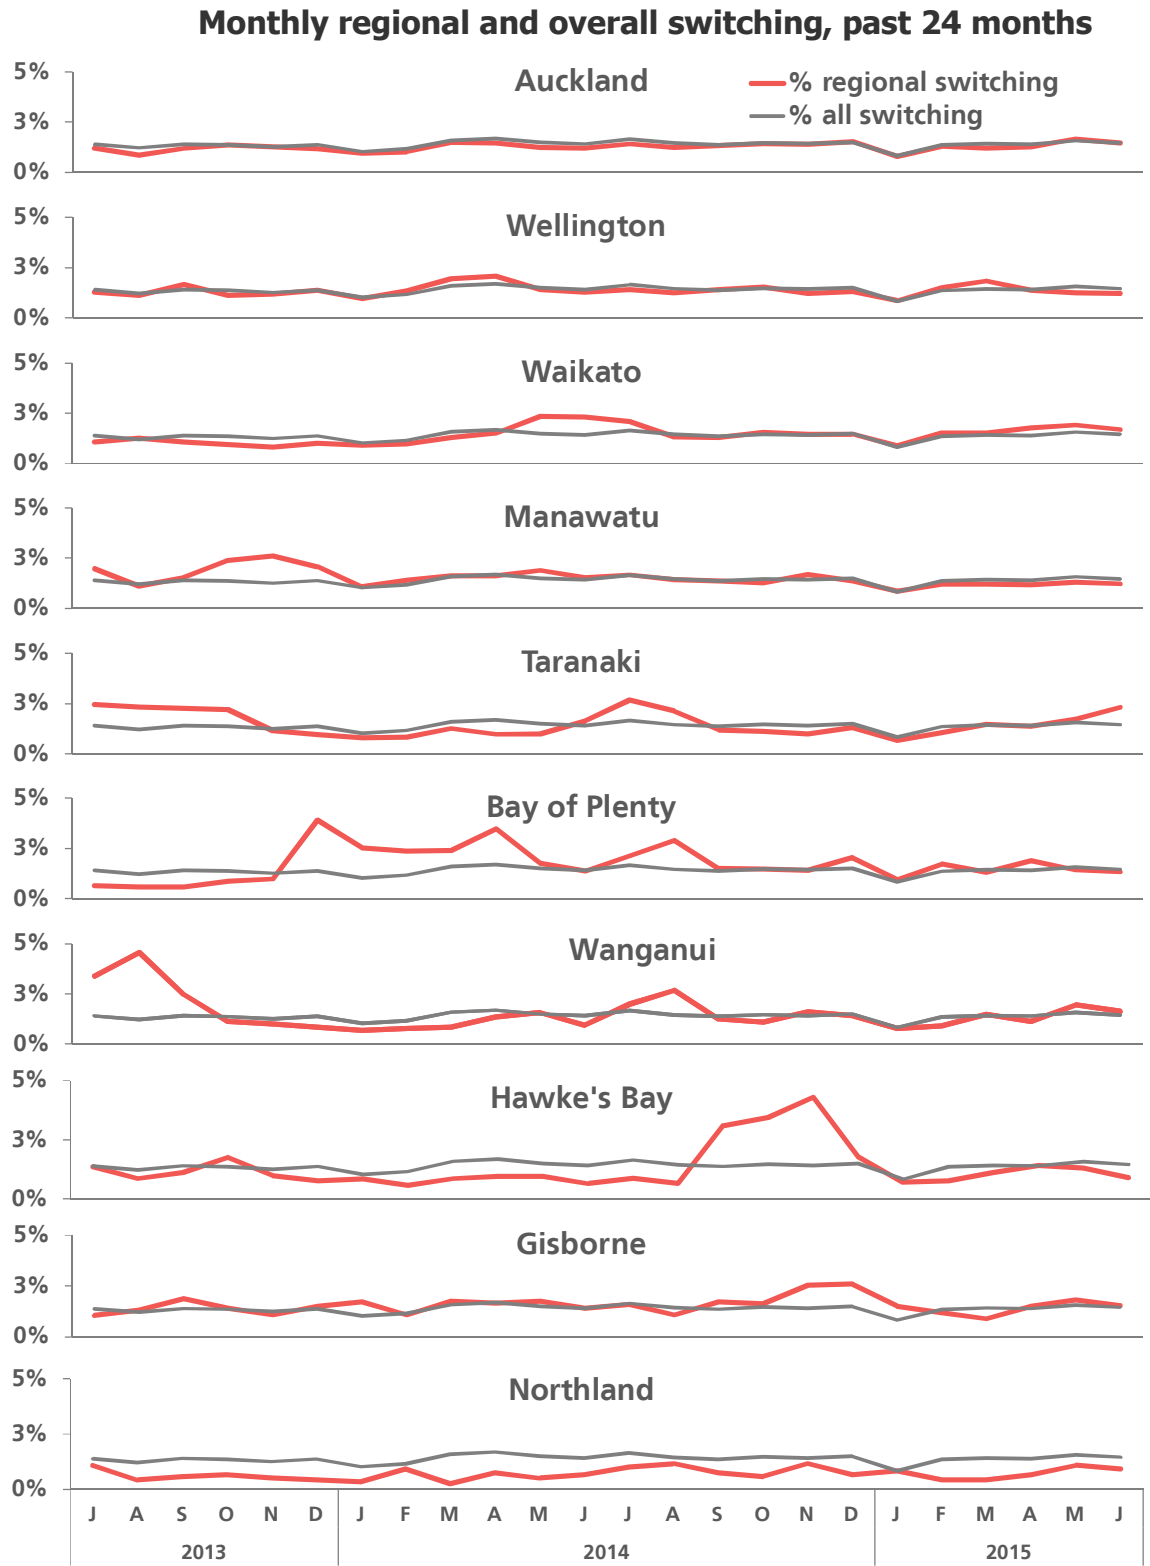 Monthly regional and overall switching, past 24 months
5%
Auckland
% regional switching
3%
% all switching
0%
5%
Wellington
3%
0%
5%
Waikato
3%
0%
5%
Manawatu
3%
0%
5%
Taranaki
3%
0%
5%
Bay of Plenty
3%
0%
5%
Wanganui
3%
0%
5%
Hawke's Bay
3%
0%
5%
Gisborne
3%
0%
5%
Northland
3%
0%
J A S O N D J F M A M J J A S O N D J F M A M J
2013 2014 2015